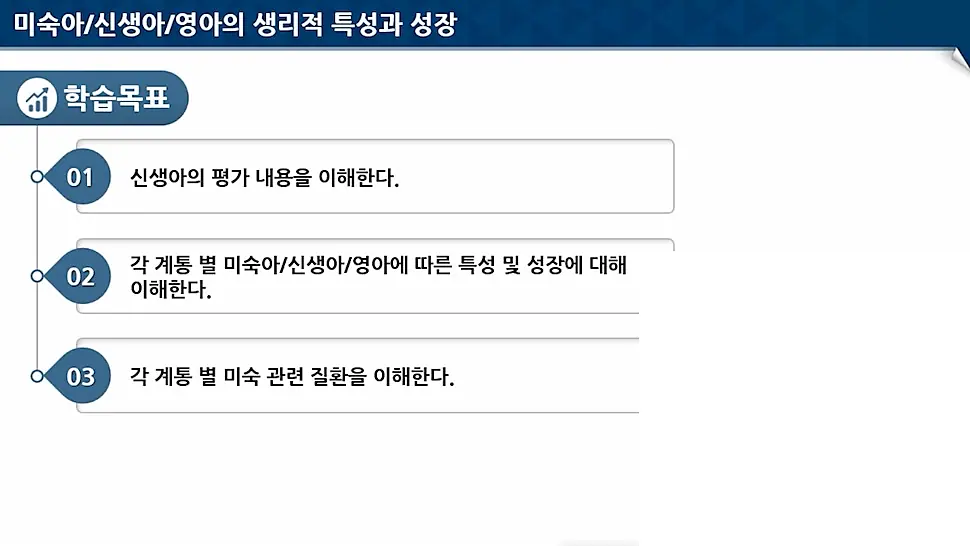 미숙아/신생아/영아의 생리적 특성과 성장
학습목표
01
신생아의 평가 내용을 이해한다.
02
각 계통 별 미숙아/신생아/영아에 따른 특성 및 성장에 대해
이해한다.
03
각 계통 별 미숙 관련 질환을 이해한다.